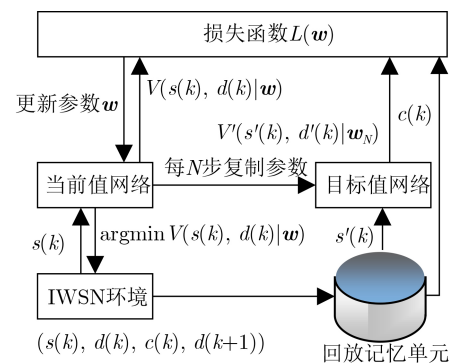 损失函数L(w)
更新参数w
V(s(k), d(k)|w)
c(k)
V′(s′(k), d′(k)|w_N)
每N步复制参数
当前值网络
目标值网络
s(k)
argmin V(s(k), d(k)|w)
s′(k)
IWSN环境
(s(k), d(k), c(k), d(k+1))
回放记忆单元